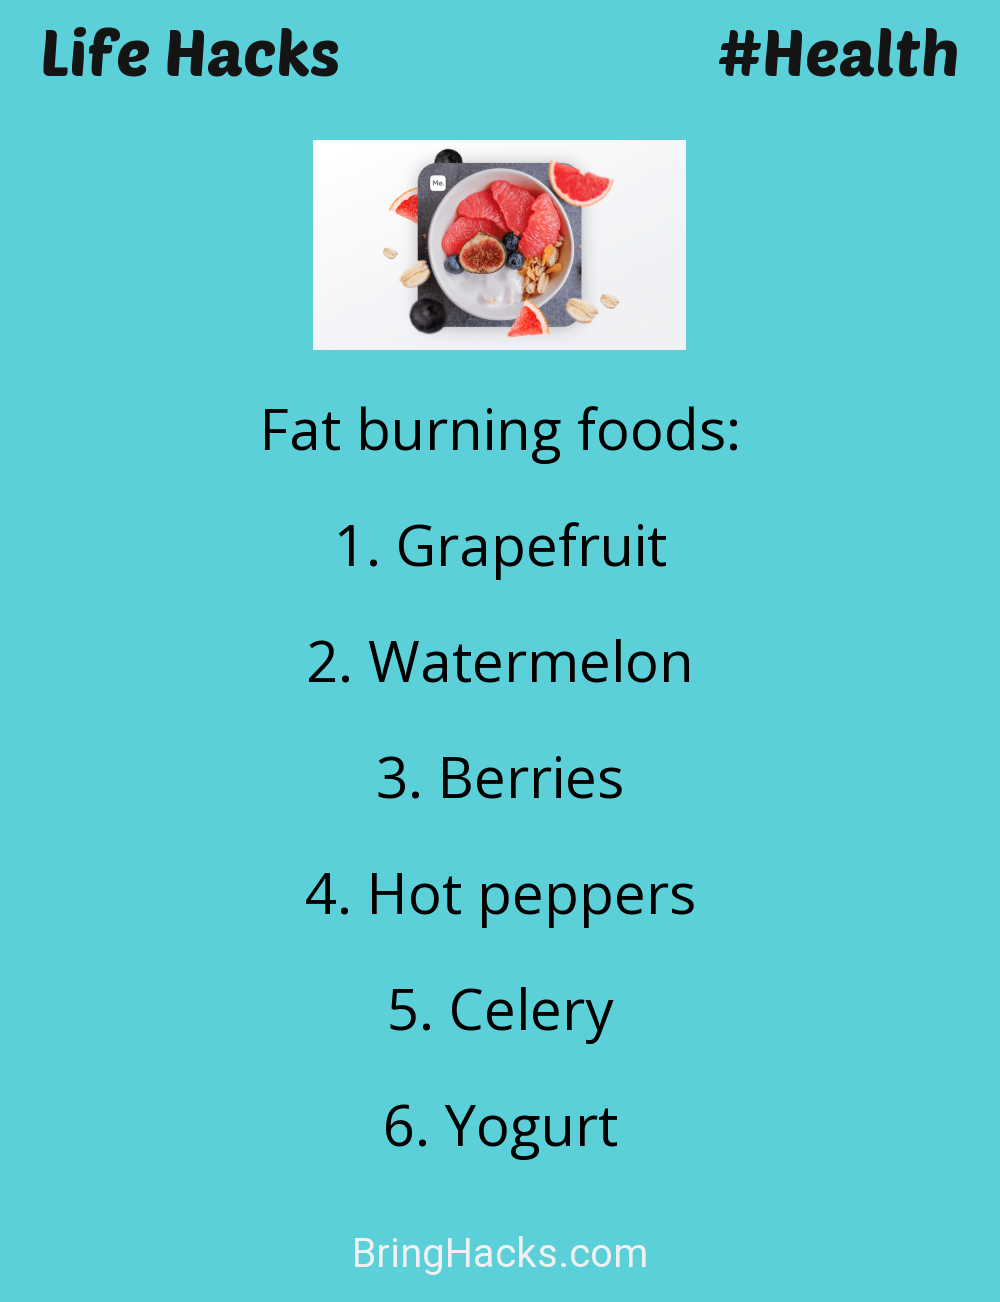 Life Hacks
#Health
Me.
Fat burning foods:
1. Grapefruit
2. Watermelon
3. Berries
4. Hot peppers
5. Celery
6. Yogurt
BringHacks.com